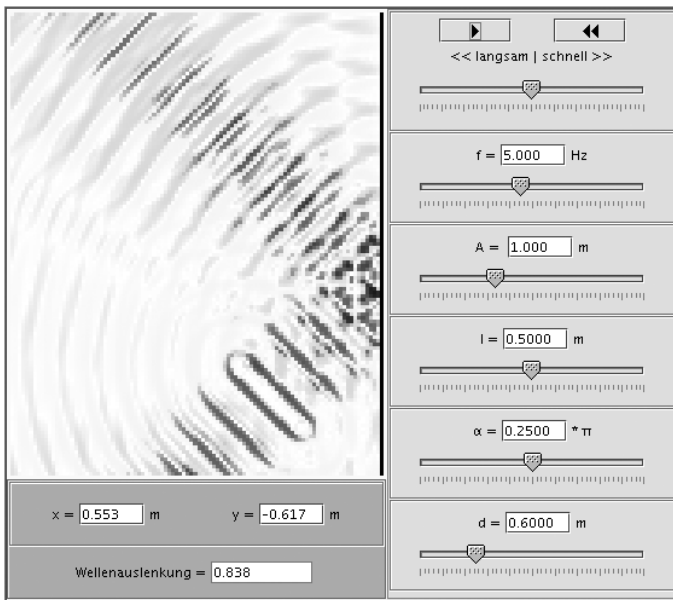 << langsam | schnell >>
f = 5.000 Hz
A = 1.000 m
l = 0.5000 m
α = 0.2500 * π
d = 0.6000 m
x = 0.553 m y = -0.617 m
Wellenauslenkung = 0.838